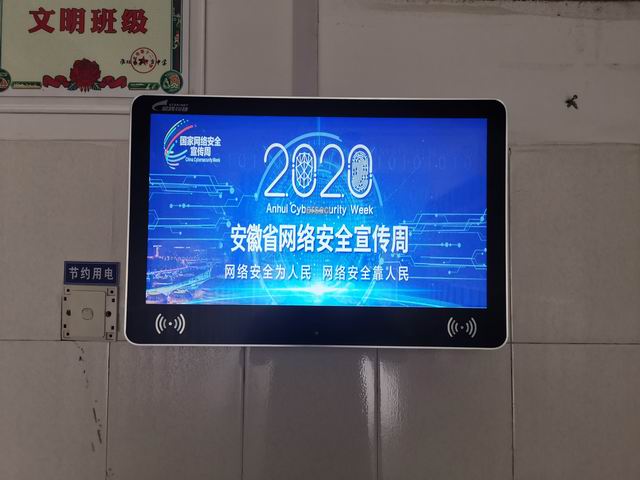 文明班级
国家网络安全
宣传周
China Cybersecurity Week
2020
Anhui Cybersecurity Week
安徽省网络安全宣传周
网络安全为人民 网络安全靠人民
节约用电